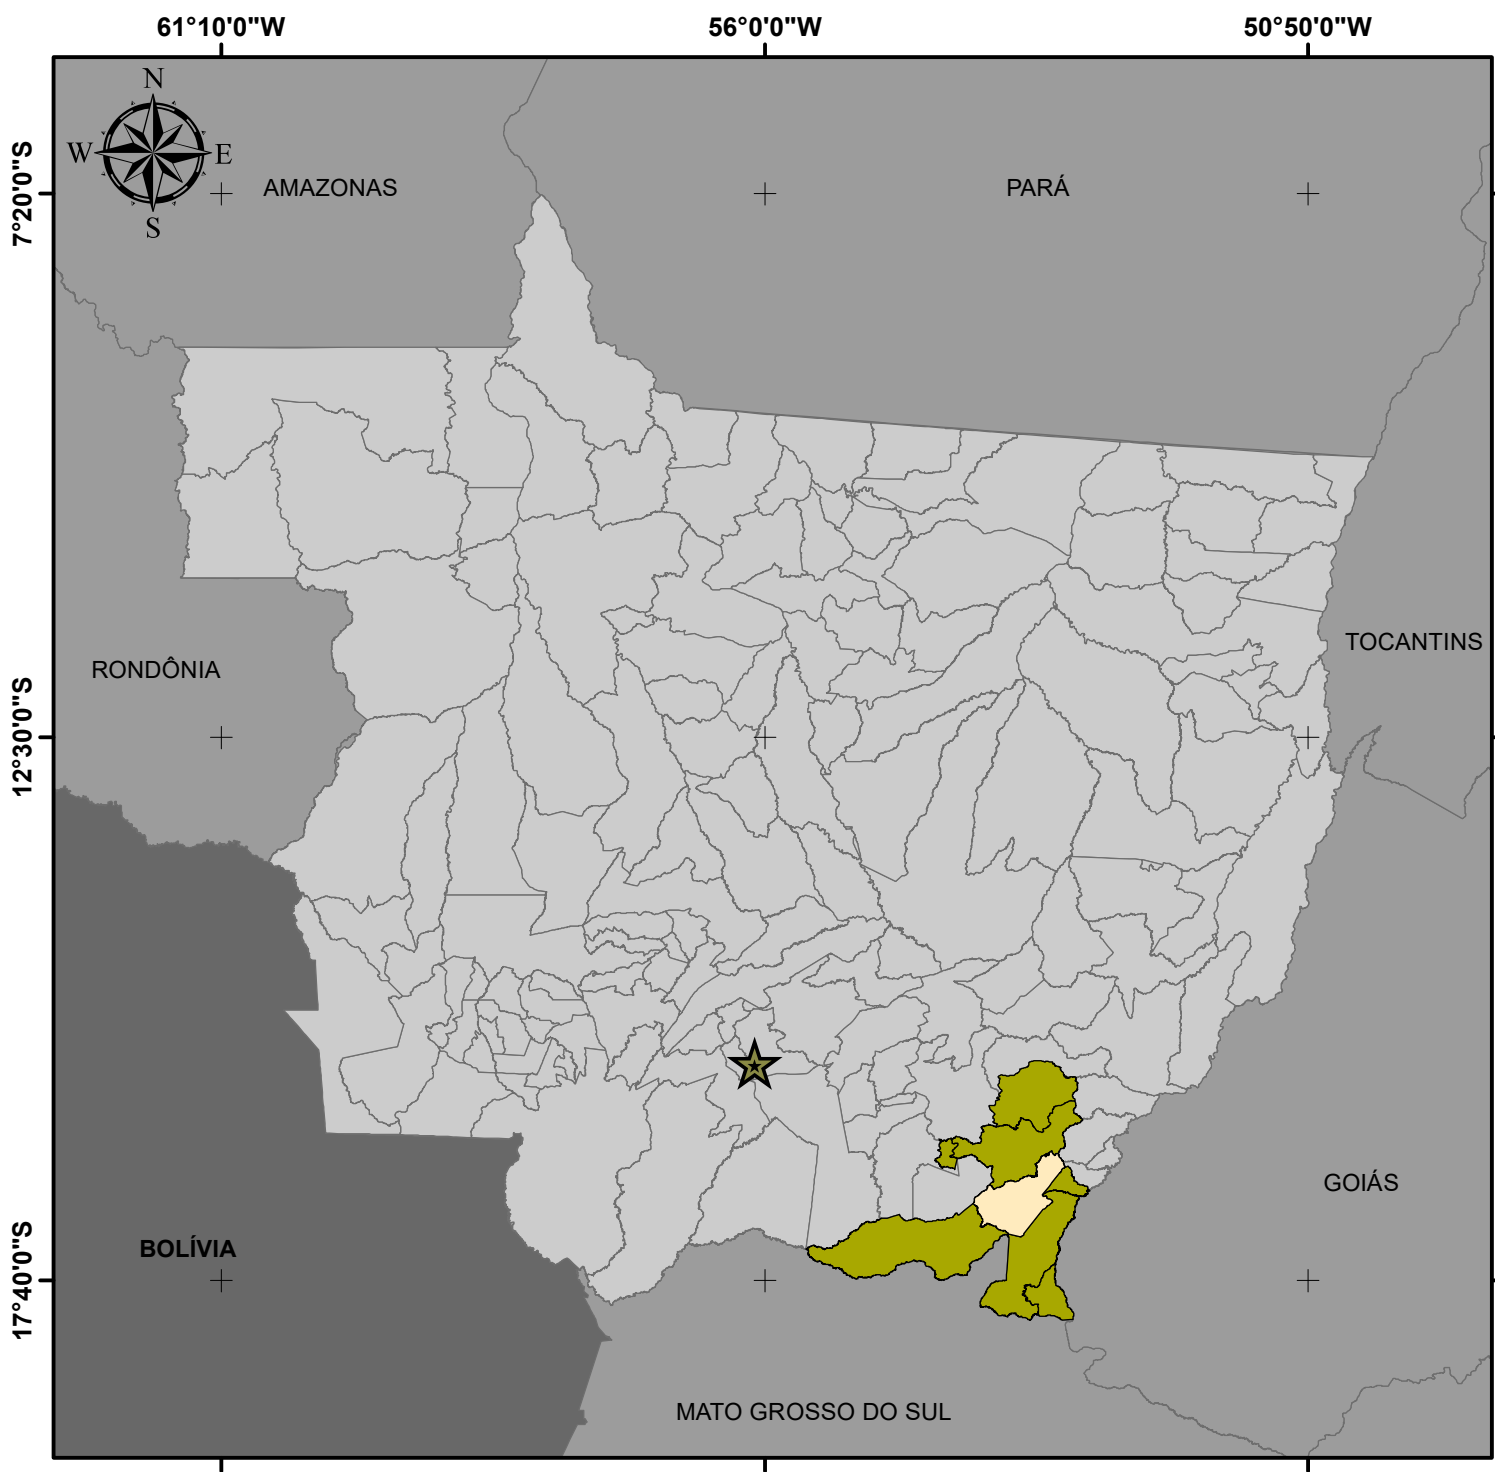 61°10'0"W 56°0'0"W 50°50'0"W
N
W E
S
AMAZONAS PARÁ
7°20'0"S
TOCANTINS
RONDÔNIA
12°30'0"S
GOIÁS
BOLÍVIA
17°40'0"S
MATO GROSSO DO SUL